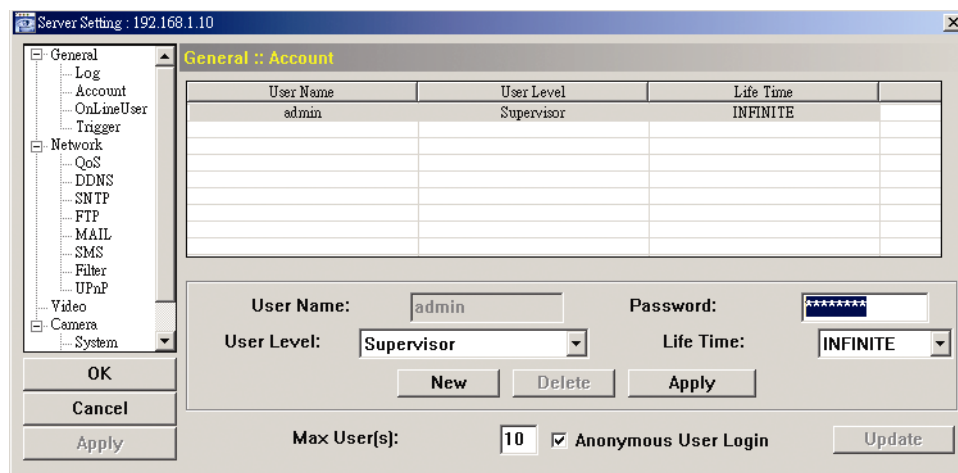 Server Setting : 192.168.1.10
General
Log
Account
OnLineUser
Trigger
Network
QoS
DDNS
SNTP
FTP
MAIL
SMS
Filter
UPnP
Video
Camera
System
OK
Cancel
Apply
General :: Account
User Name User Level Life Time
admin Supervisor INFINITE
User Name: admin Password: ********
User Level: Supervisor Life Time: INFINITE
New Delete Apply
Max User(s): 10 Anonymous User Login Update